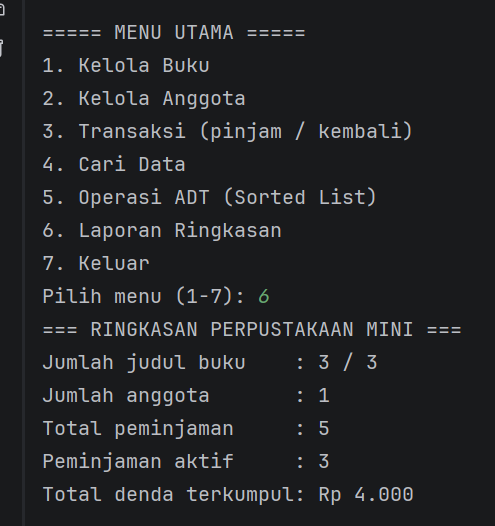 ===== MENU UTAMA =====
1. Kelola Buku
2. Kelola Anggota
3. Transaksi (pinjam / kembali)
4. Cari Data
5. Operasi ADT (Sorted List)
6. Laporan Ringkasan
7. Keluar
Pilih menu (1-7): 6
=== RINGKASAN PERPUSTAKAAN MINI ===
Jumlah judul buku    : 3 / 3
Jumlah anggota       : 1
Total peminjaman     : 5
Peminjaman aktif     : 3
Total denda terkumpul: Rp 4.000